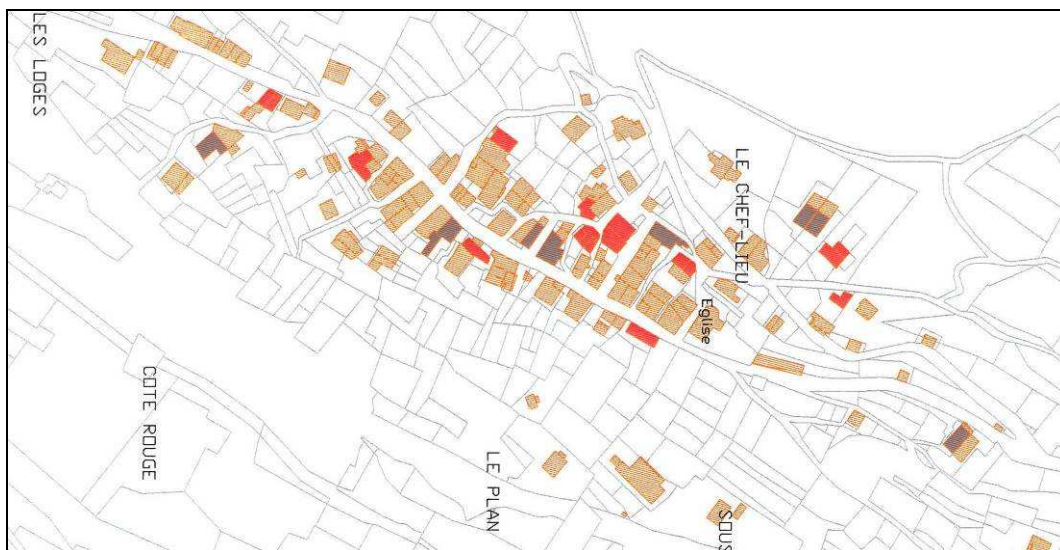 LES LOGES
LE CHEF-LIEU
Eglise
COTE ROUGE
LE PLAN
SOUS